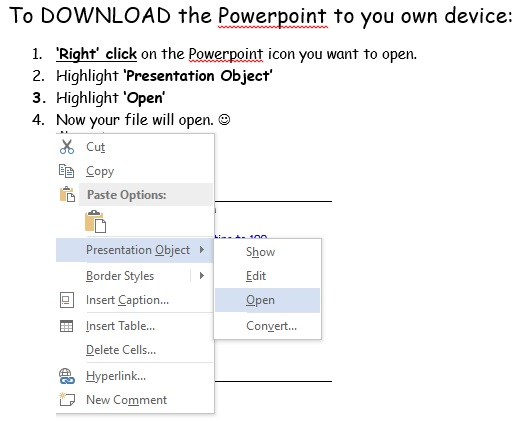 To DOWNLOAD the Powerpoint to you own device:
1. 'Right' click on the Powerpoint icon you want to open.
2. Highlight 'Presentation Object'
3. Highlight 'Open'
4. Now your file will open. ☺
Cut
Copy
Paste Options:
Presentation Object
Show
Edit
Border Styles
Open
Insert Caption...
Convert...
Insert Table...
Delete Cells...
Hyperlink...
New Comment